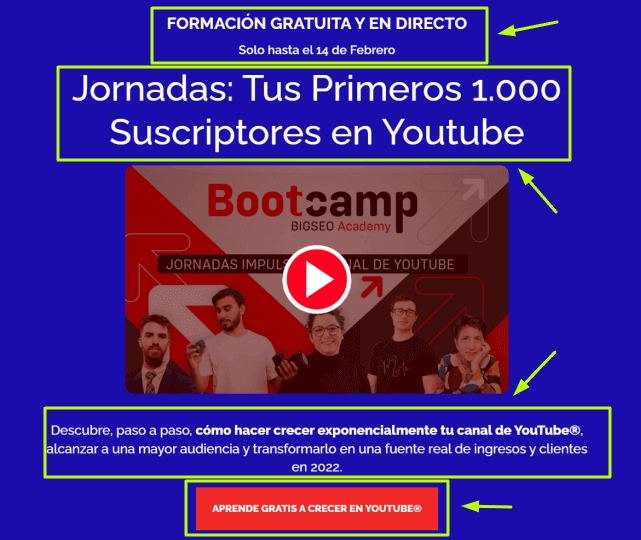 FORMACIÓN GRATUITA Y EN DIRECTO
Solo hasta el 14 de Febrero
Jornadas: Tus Primeros 1.000
Suscriptores en Youtube
Bootcamp
BIGSEO Academy
JORNADAS IMPULS AL DE YOUTUBE
Descubre, paso a paso, cómo hacer crecer exponencialmente tu canal de YouTube®,
alcanzar a una mayor audiencia y transformarlo en una fuente real de ingresos y clientes
en 2022.
APRENDE GRATIS A CRECER EN YOUTUBE®